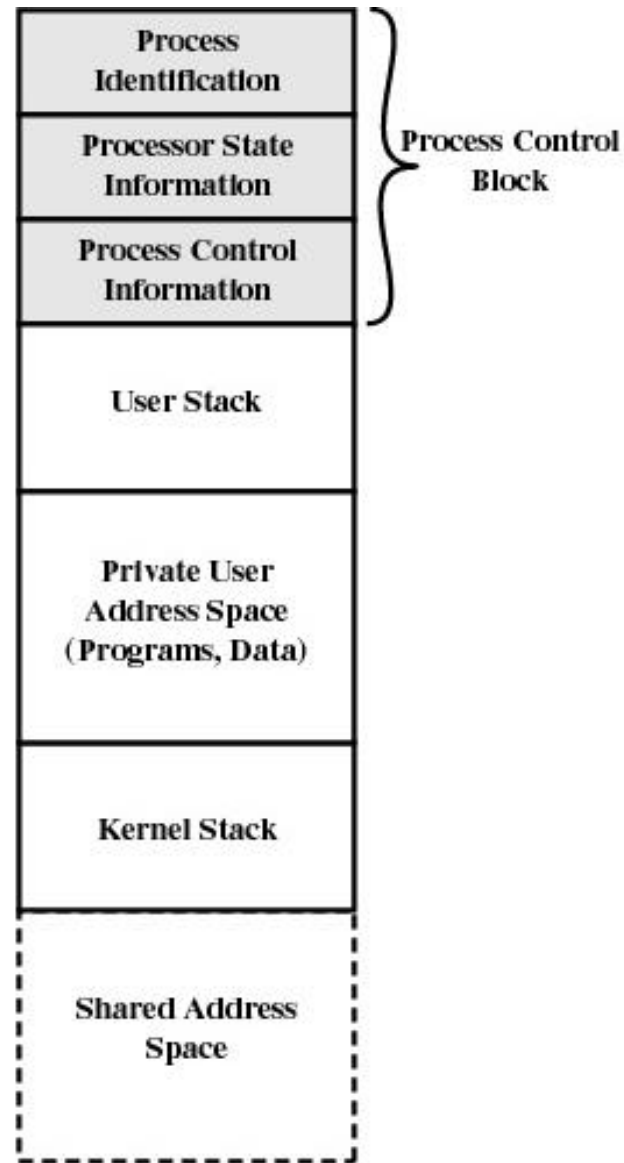 Process
Identification
Processor State
Information
Process Control
Information
Process Control
Block
User Stack
Private User
Address Space
(Programs, Data)
Kernel Stack
Shared Address
Space